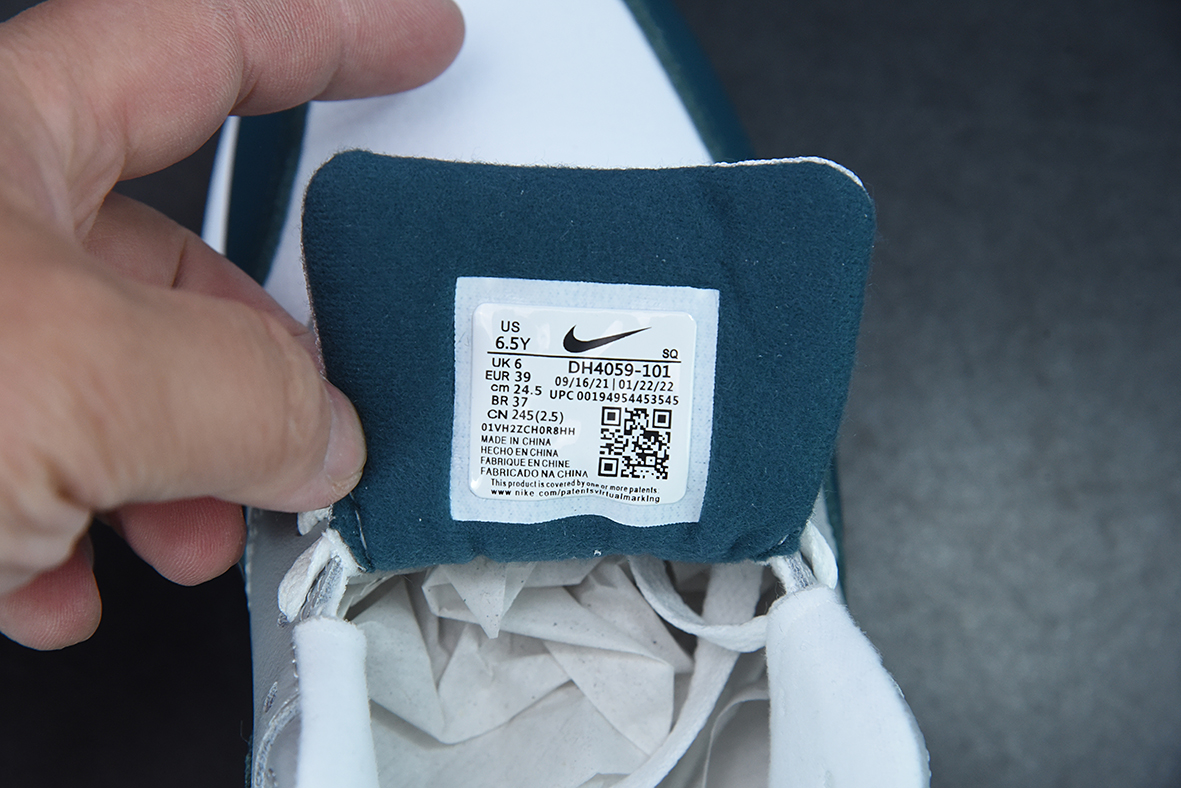 US
6.5Y
SQ
UK 6
DH4059-101
EUR 39
09/16/21 | 01/22/22
cm 24.5
UPC 00194954453545
BR 37
CN 245(2.5)
01VH2ZCH0R8HH
MADE IN CHINA
HECHO EN CHINA
FABRIQUE EN CHINE
FABRICADO NA CHINA
This product is covered by one or more patents.
www.nike.com/patentsvirtualmarking